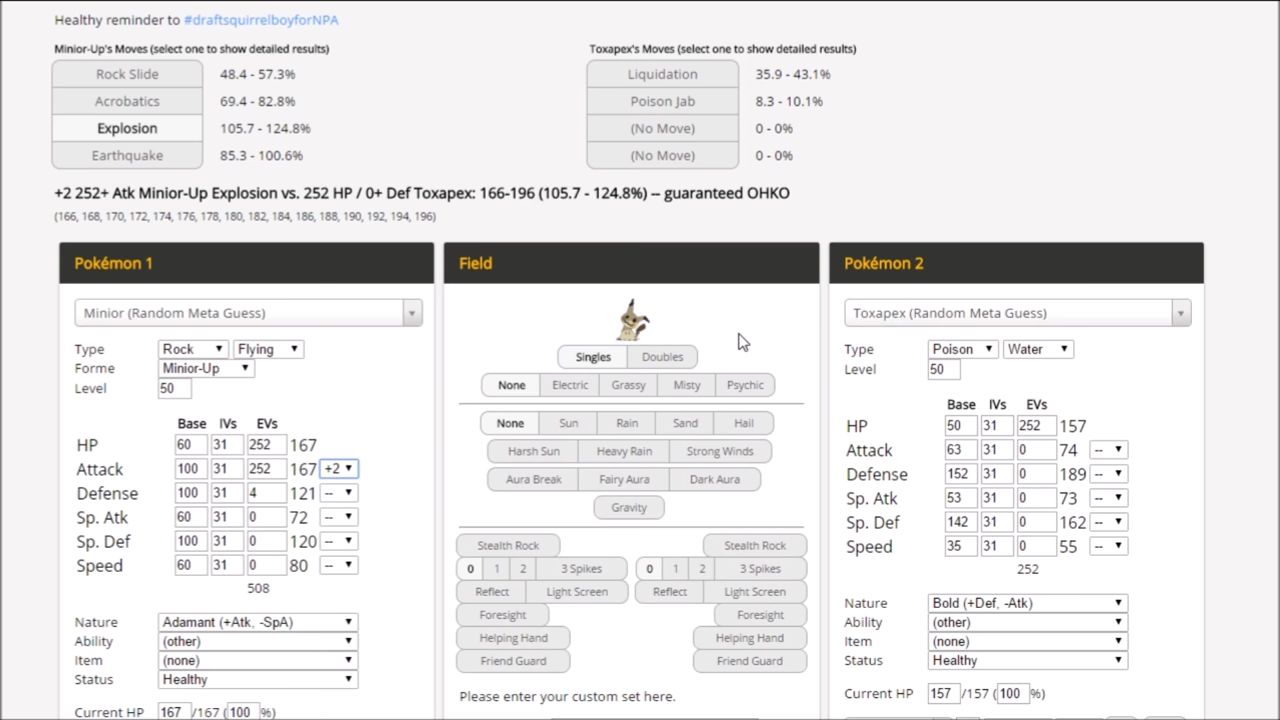 Healthy reminder to #draftsquirrelboyforNPA
Minior-Up's Moves (select one to show detailed results)
Rock Slide 48.4 - 57.3%
Acrobatics 69.4 - 82.8%
Explosion 105.7 - 124.8%
Earthquake 85.3 - 100.6%
Toxapex's Moves (select one to show detailed results)
Liquidation 35.9 - 43.1%
Poison Jab 8.3 - 10.1%
(No Move) 0 - 0%
(No Move) 0 - 0%
+2 252+ Atk Minior-Up Explosion vs. 252 HP / 0+ Def Toxapex: 166-196 (105.7 - 124.8%) -- guaranteed OHKO
(166, 168, 170, 172, 174, 176, 178, 180, 182, 184, 186, 188, 190, 192, 194, 196)
Pokémon 1
Minior (Random Meta Guess)
Type Rock Flying
Forme Minior-Up
Level 50
Base IVs EVs
HP 60 31 252 167
Attack 100 31 252 167 +2
Defense 100 31 4 121 --
Sp. Atk 60 31 0 72 --
Sp. Def 100 31 0 120 --
Speed 60 31 0 80 --
508
Nature Adamant (+Atk, -SpA)
Ability (other)
Item (none)
Status Healthy
Current HP 167 /167 (100 %)
Field
Singles Doubles
None Electric Grassy Misty Psychic
None Sun Rain Sand Hail
Harsh Sun Heavy Rain Strong Winds
Aura Break Fairy Aura Dark Aura
Gravity
Stealth Rock Stealth Rock
0 1 2 3 Spikes 0 1 2 3 Spikes
Reflect Light Screen Reflect Light Screen
Foresight Foresight
Helping Hand Helping Hand
Friend Guard Friend Guard
Please enter your custom set here.
Pokémon 2
Toxapex (Random Meta Guess)
Type Poison Water
Level 50
Base IVs EVs
HP 50 31 252 157
Attack 63 31 0 74 --
Defense 152 31 0 189 --
Sp. Atk 53 31 0 73 --
Sp. Def 142 31 0 162 --
Speed 35 31 0 55 --
252
Nature Bold (+Def, -Atk)
Ability (other)
Item (none)
Status Healthy
Current HP 157 /157 (100 %)